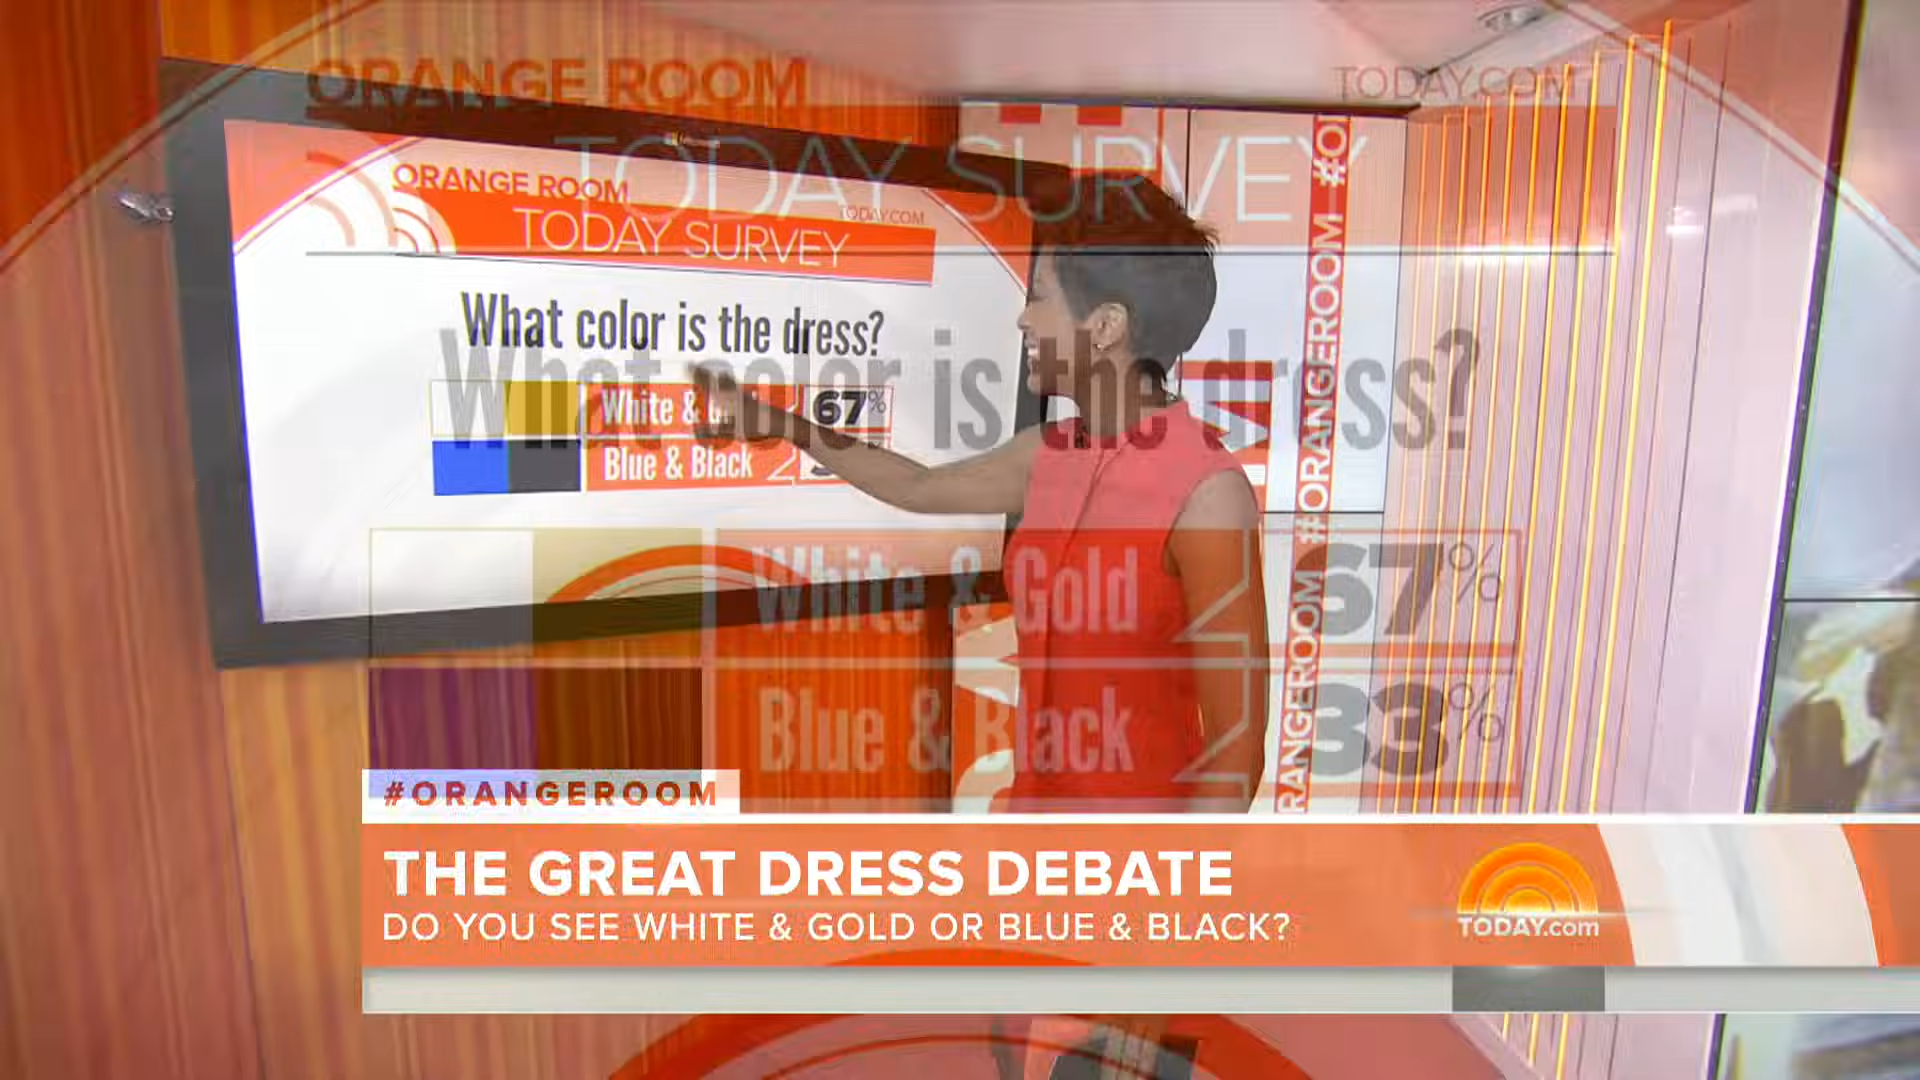 ORANGE ROOM
TODAY.COM
TODAY SURVEY
What color is the dress?
White & Gold 67%
Blue & Black 33%
ORANGE ROOM
TODAY.COM
TODAY SURVEY
What color is the dress?
White & 67%
Blue & Black
#ORANGEROOM
#ORANGEROOM
#ORANGEROOM
THE GREAT DRESS DEBATE
DO YOU SEE WHITE & GOLD OR BLUE & BLACK?
TODAY.com